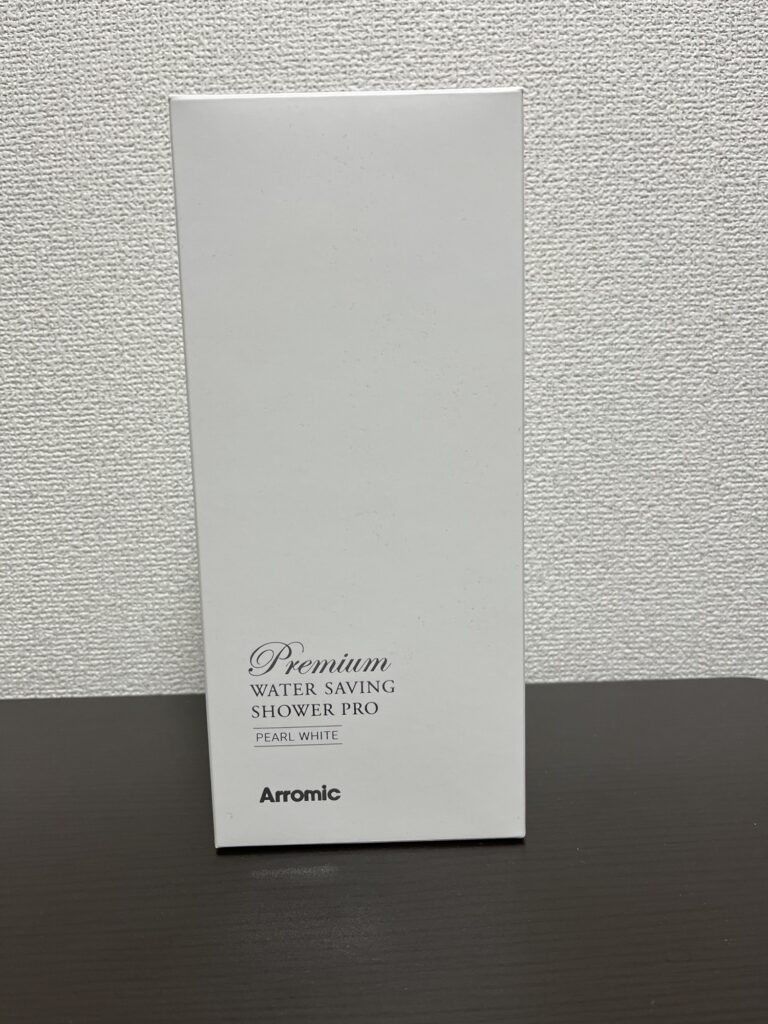 Premium
WATER SAVING
SHOWER PRO
PEARL WHITE
Arromic